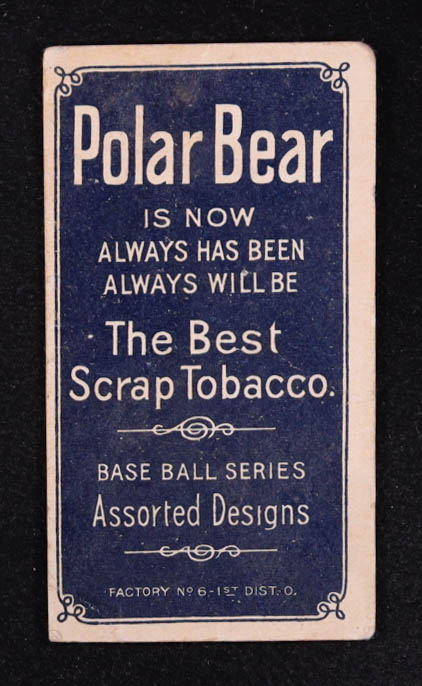 Polar Bear
IS NOW
ALWAYS HAS BEEN
ALWAYS WILL BE
The Best
Scrap Tobacco.
BASE BALL SERIES
Assorted Designs
FACTORY Nº 6-1ST DIST. O.